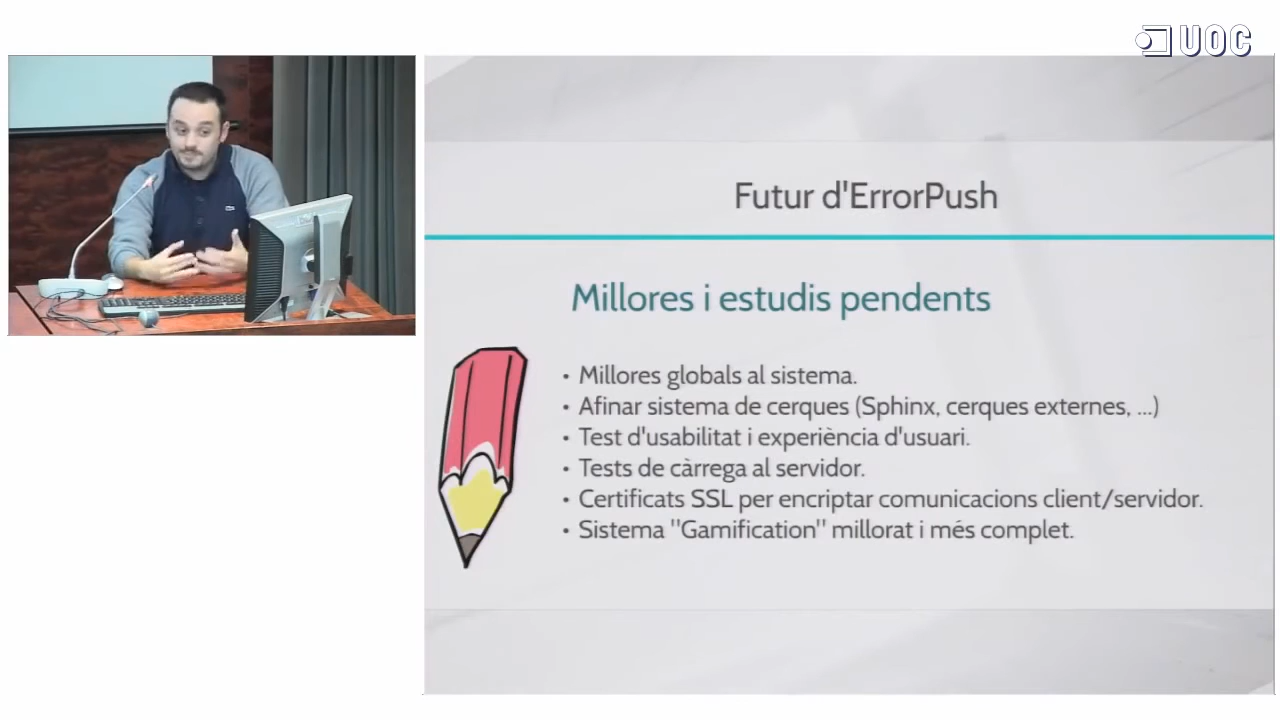 UOC
Futur d'ErrorPush
Millores i estudis pendents
• Millores globals al sistema.
• Afinar sistema de cerques (Sphinx, cerques externes, ...)
• Test d'usabilitat i experiència d'usuari.
• Tests de càrrega al servidor.
• Certificats SSL per encriptar comunicacions client/servidor.
• Sistema "Gamification" millorat i més complet.